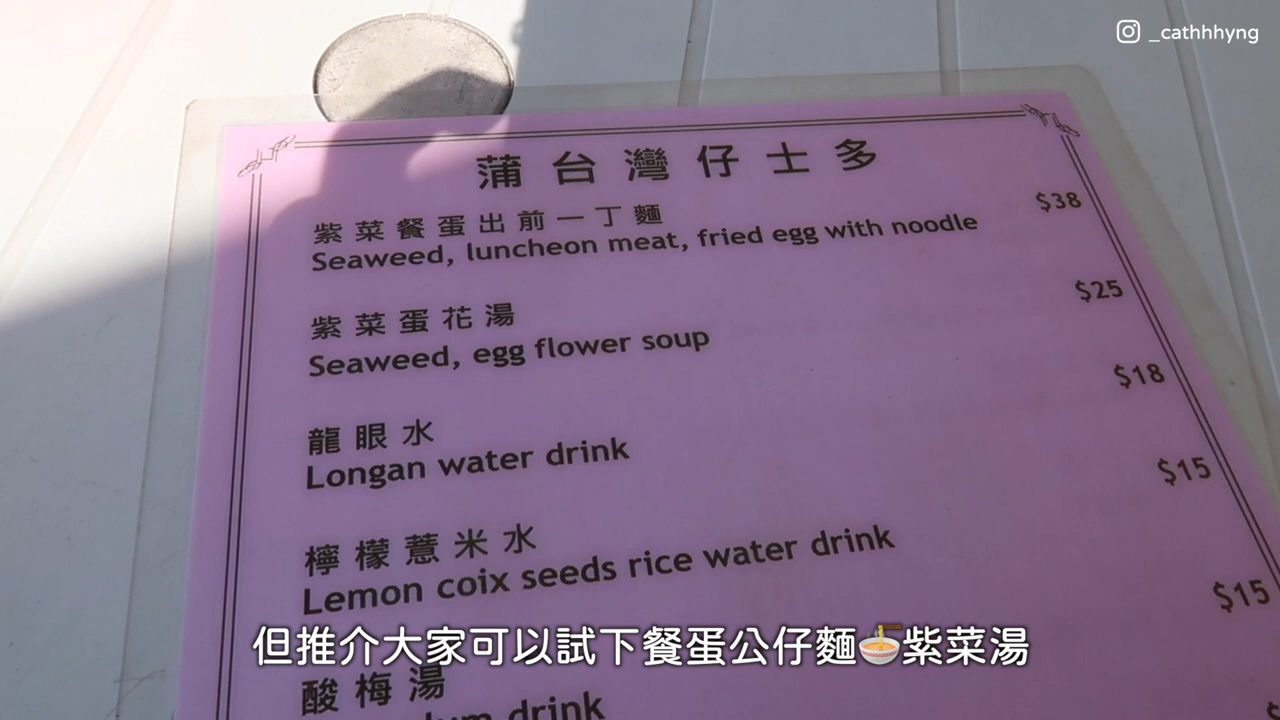 _cathhhyng
蒲台灣仔士多
紫菜餐蛋出前一丁麵
$38
Seaweed, luncheon meat, fried egg with noodle
紫菜蛋花湯
$25
Seaweed, egg flower soup
龍眼水
$18
Longan water drink
檸檬薏米水
$15
Lemon coix seeds rice water drink
$15
但推介大家可以試下餐蛋公仔麵🍜紫菜湯
酸梅湯
drink